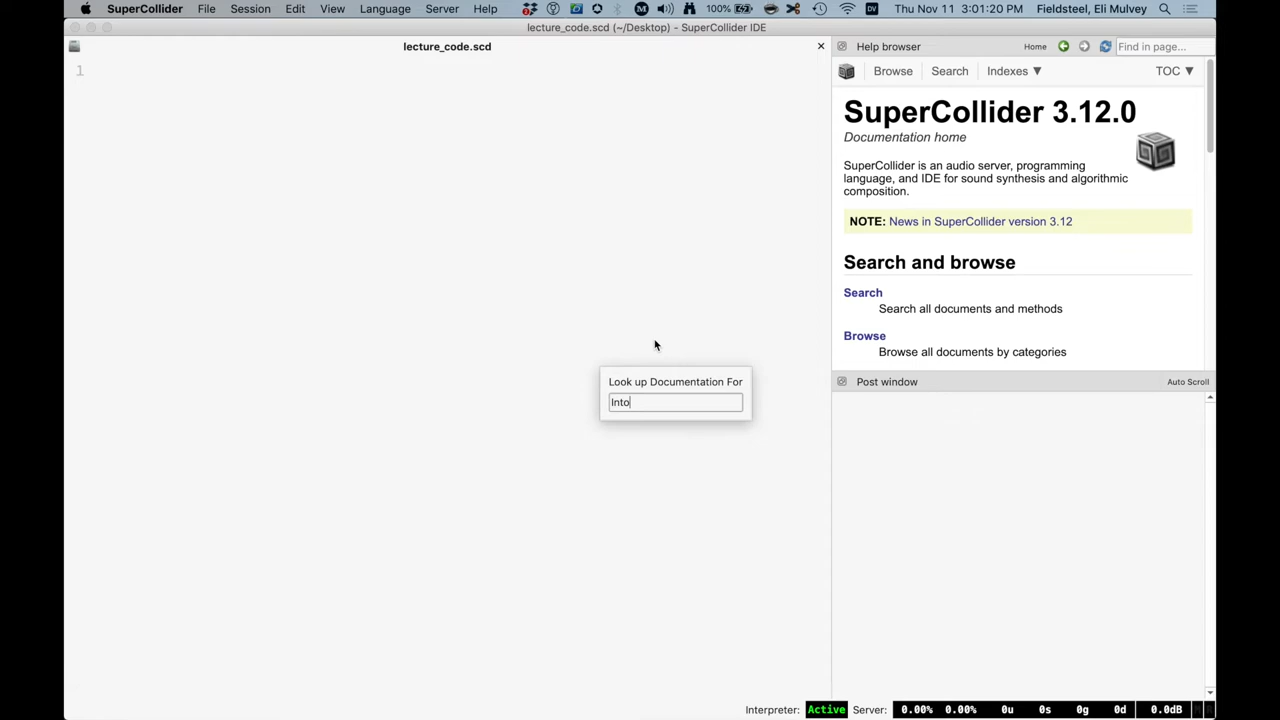 SuperCollider File Session Edit View Language Server Help 100% Thu Nov 11 3:01:20 PM Fieldsteel, Eli Mulvey
lecture_code.scd (~/Desktop) - SuperCollider IDE
lecture_code.scd ×
1
Help browser Home Find in page...
Browse Search Indexes ▼ TOC ▼
SuperCollider 3.12.0
Documentation home
SuperCollider is an audio server, programming
language, and IDE for sound synthesis and algorithmic
composition.
NOTE: News in SuperCollider version 3.12
Search and browse
Search
Search all documents and methods
Browse
Browse all documents by categories
Look up Documentation For
Into
Post window Auto Scroll
Interpreter: Active Server: 0.00% 0.00% 0u 0s 0g 0d 0.0dB